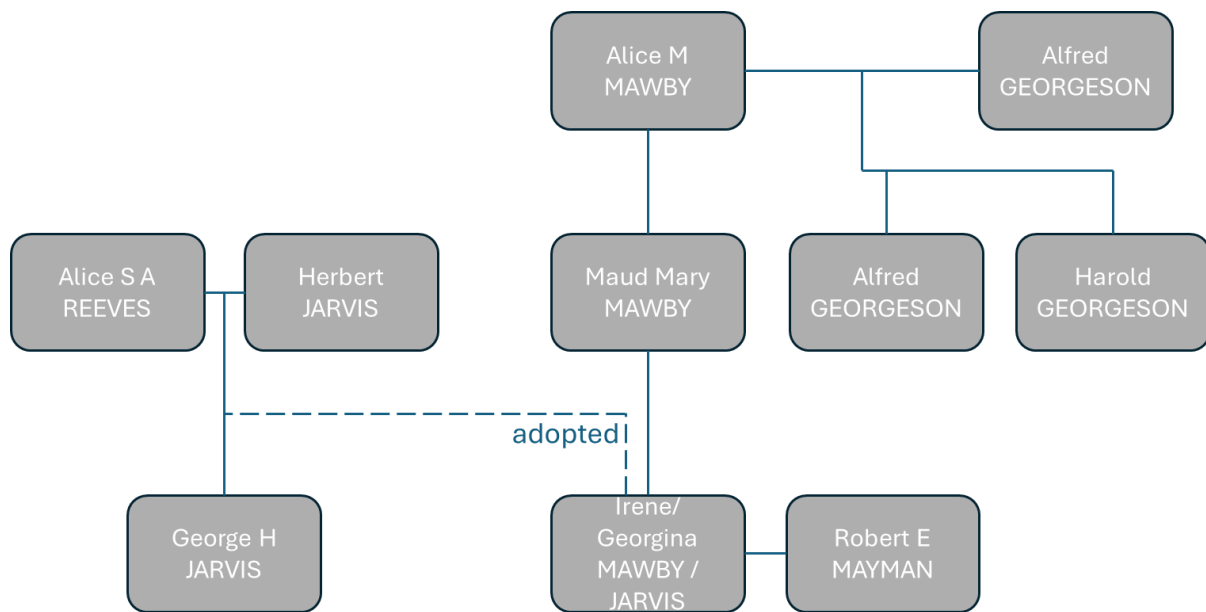 Alice M
MAWBY
Alfred
GEORGESON
Alice S A
REEVES
Herbert
JARVIS
Maud Mary
MAWBY
Alfred
GEORGESON
Harold
GEORGESON
adopted
George H
JARVIS
Irene/
Georgina
MAWBY /
JARVIS
Robert E
MAYMAN